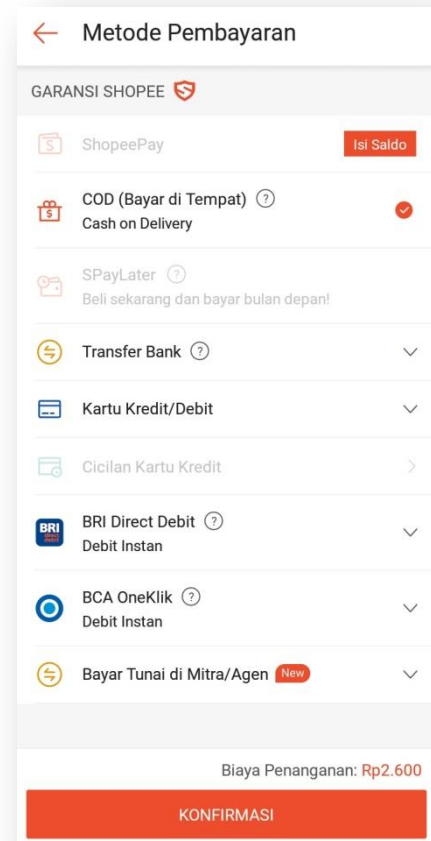 Metode Pembayaran
GARANSI SHOPEE
ShopeePay
Isi Saldo
COD (Bayar di Tempat) ?
Cash on Delivery
SPayLater ?
Beli sekarang dan bayar bulan depan!
Transfer Bank ?
Kartu Kredit/Debit
Cicilan Kartu Kredit
BRI
direct
debit
BRI Direct Debit ?
Debit Instan
BCA OneKlik ?
Debit Instan
Bayar Tunai di Mitra/Agen New
Biaya Penanganan: Rp2.600
KONFIRMASI